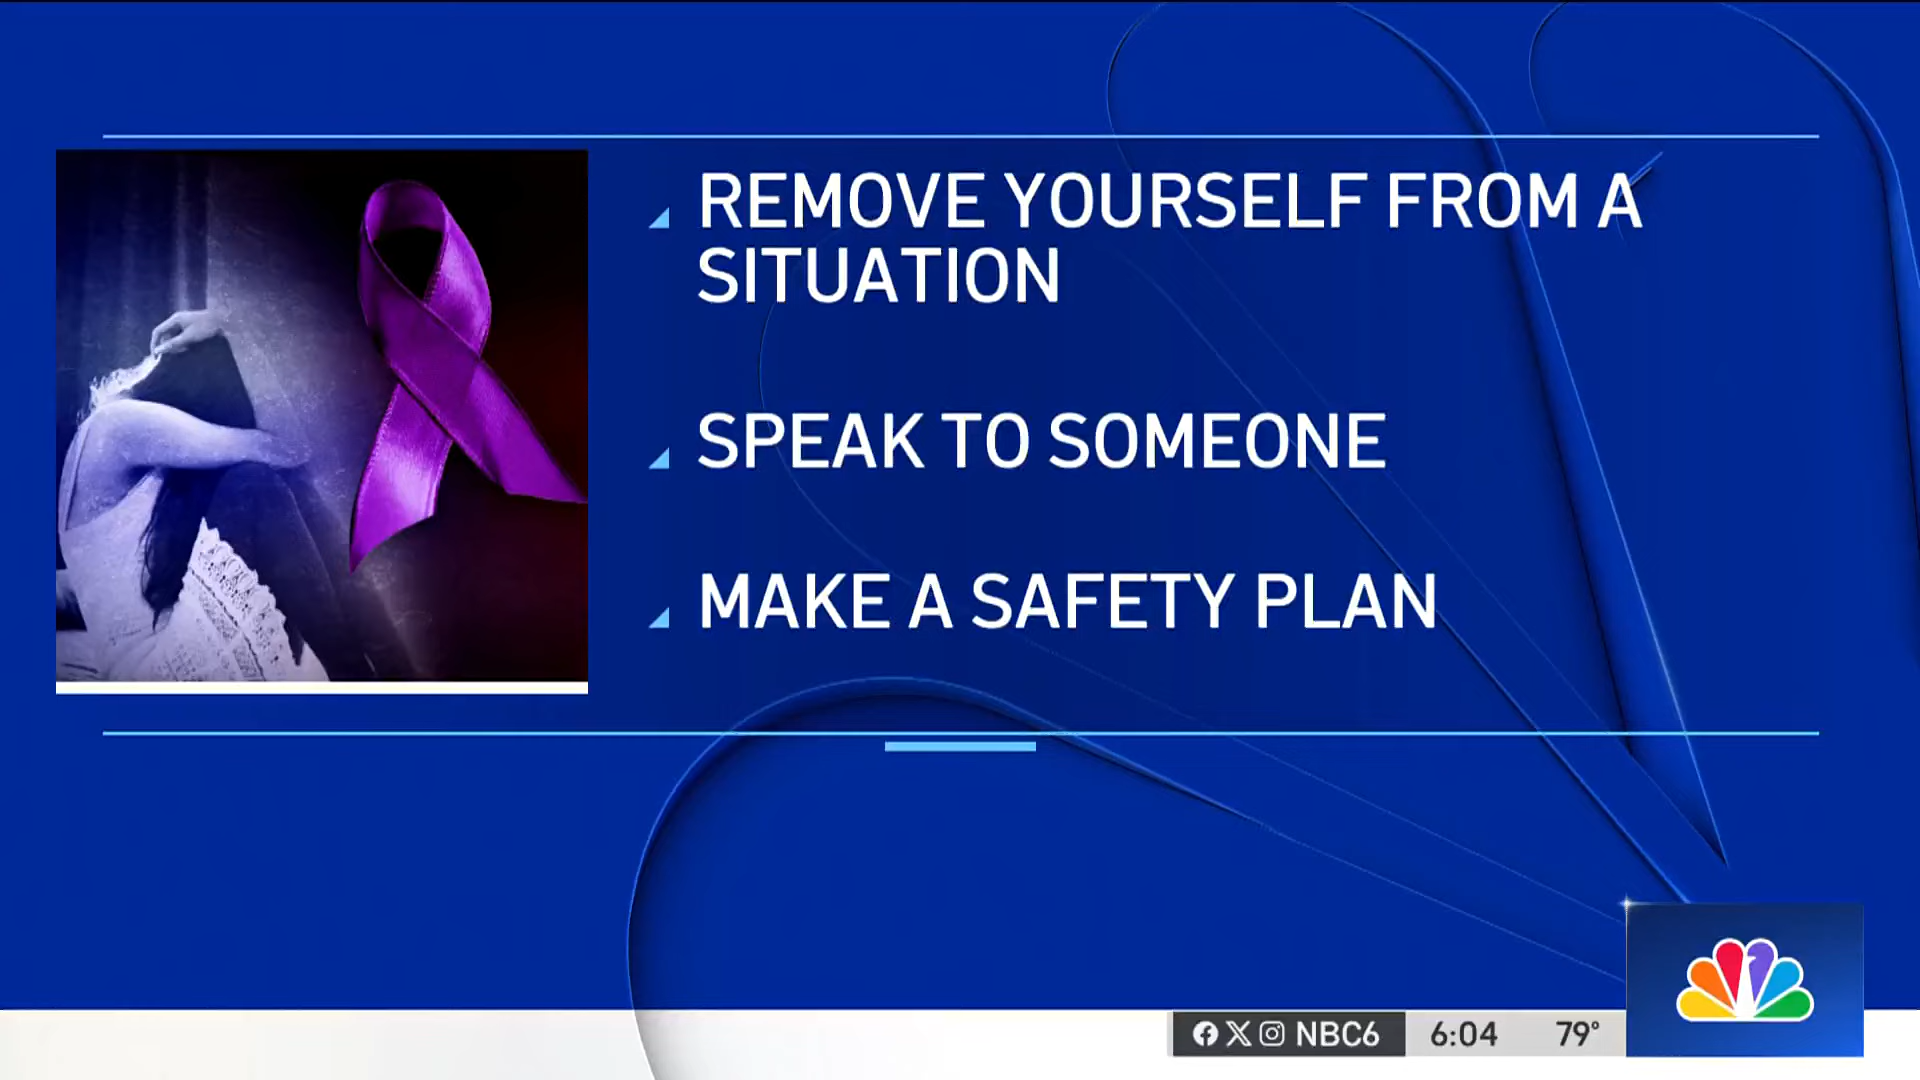 REMOVE YOURSELF FROM A
SITUATION
SPEAK TO SOMEONE
MAKE A SAFETY PLAN
NBC6 6:04 79°